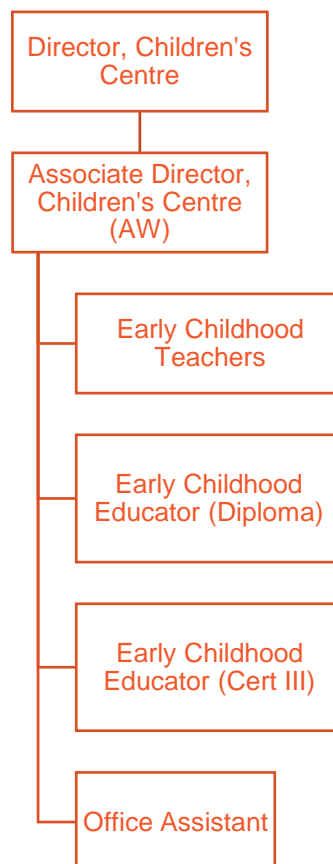 Director, Children's
Centre
Associate Director,
Children's Centre
(AW)
Early Childhood
Teachers
Early Childhood
Educator (Diploma)
Early Childhood
Educator (Cert III)
Office Assistant